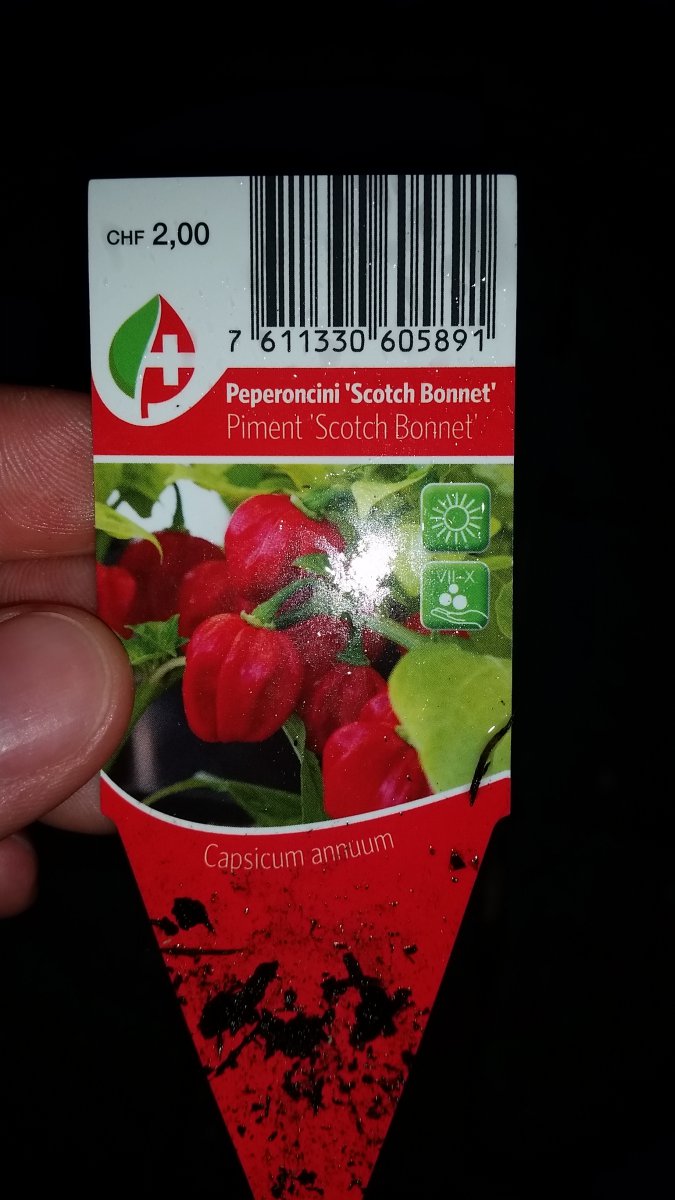 CHF 2,00
7 611330 605891
Peperoncini 'Scotch Bonnet'
Piment 'Scotch Bonnet'
VII-X
Capsicum annuum